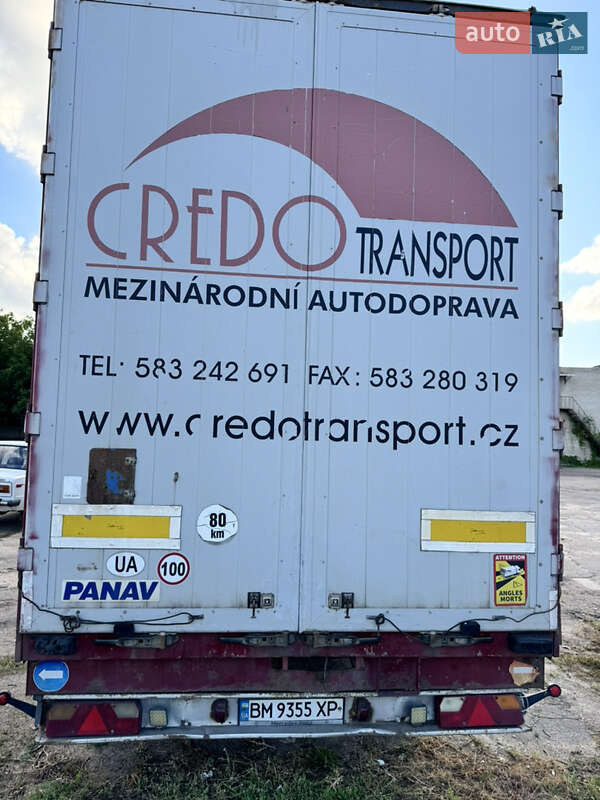 auto RIA .com
CREDO TRANSPORT
MEZINÁRODNÍ AUTODOPRAVA
TEL: 583 242 691 FAX: 583 280 319
www.credotransport.cz
80 km
UA
100
PANAV
ATTENTION
ANGLES MORTS
BM 9355 XP